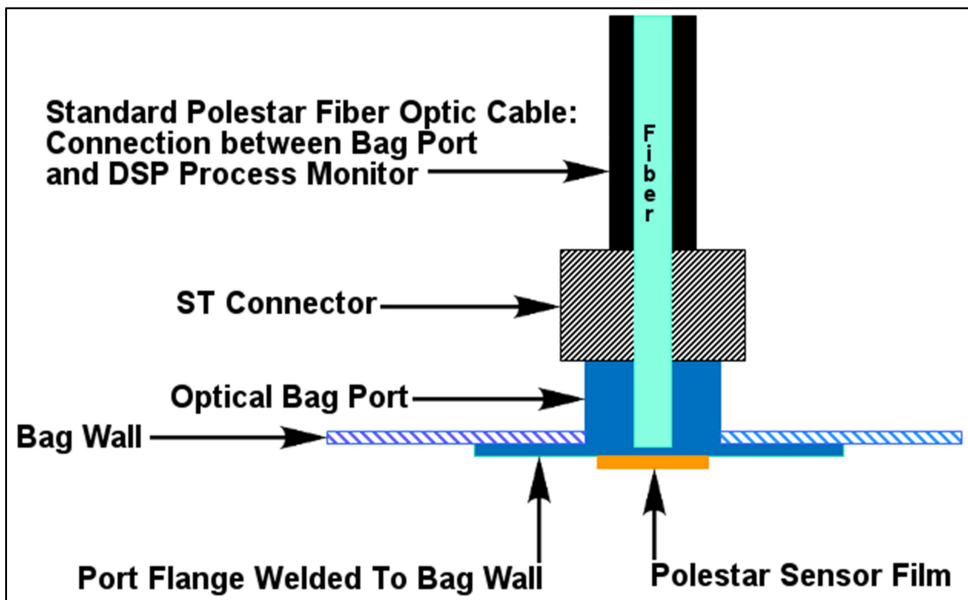 Standard Polestar Fiber Optic Cable:
Connection between Bag Port
and DSP Process Monitor
Fiber
ST Connector
Optical Bag Port
Bag Wall
Port Flange Welded To Bag Wall
Polestar Sensor Film